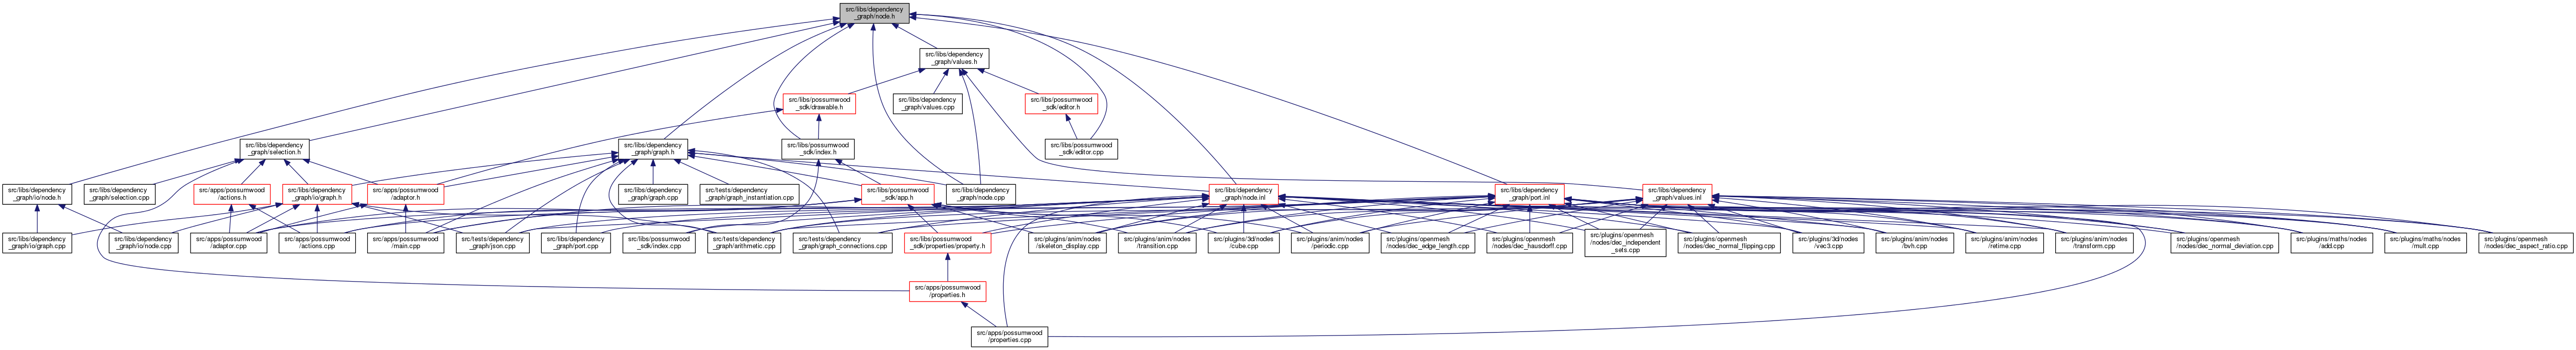 src/libs/dependency
_graph/node.h
src/libs/dependency
_graph/values.h
src/libs/possumwood
_sdk/drawable.h
src/libs/dependency
_graph/values.cpp
src/libs/possumwood
_sdk/editor.h
src/libs/dependency
_graph/selection.h
src/libs/dependency
_graph/graph.h
src/libs/possumwood
_sdk/index.h
src/libs/possumwood
_sdk/editor.cpp
src/libs/dependency
_graph/io/node.h
src/libs/dependency
_graph/selection.cpp
src/apps/possumwood
/actions.h
src/libs/dependency
_graph/io/graph.h
src/apps/possumwood
/adaptor.h
src/libs/dependency
_graph/graph.cpp
src/tests/dependency
_graph/graph_instantiation.cpp
src/libs/possumwood
_sdk/app.h
src/libs/dependency
_graph/node.cpp
src/libs/dependency
_graph/node.inl
src/libs/dependency
_graph/port.inl
src/libs/dependency
_graph/values.inl
src/libs/dependency
_graph/io/graph.cpp
src/libs/dependency
_graph/io/node.cpp
src/apps/possumwood
/adaptor.cpp
src/apps/possumwood
/actions.cpp
src/apps/possumwood
/main.cpp
src/tests/dependency
_graph/json.cpp
src/libs/dependency
_graph/port.cpp
src/libs/possumwood
_sdk/index.cpp
src/tests/dependency
_graph/arithmetic.cpp
src/tests/dependency
_graph/graph_connections.cpp
src/libs/possumwood
_sdk/properties/property.h
src/plugins/anim/nodes
/skeleton_display.cpp
src/plugins/anim/nodes
/transition.cpp
src/plugins/3d/nodes
/cube.cpp
src/plugins/anim/nodes
/periodic.cpp
src/plugins/openmesh
/nodes/dec_edge_length.cpp
src/plugins/openmesh
/nodes/dec_hausdorff.cpp
src/plugins/openmesh
/nodes/dec_independent
_sets.cpp
src/plugins/openmesh
/nodes/dec_normal_flipping.cpp
src/plugins/3d/nodes
/vec3.cpp
src/plugins/anim/nodes
/bvh.cpp
src/plugins/anim/nodes
/retime.cpp
src/plugins/anim/nodes
/transform.cpp
src/plugins/openmesh
/nodes/dec_normal_deviation.cpp
src/plugins/maths/nodes
/add.cpp
src/plugins/maths/nodes
/mult.cpp
src/plugins/openmesh
/nodes/dec_aspect_ratio.cpp
src/apps/possumwood
/properties.h
src/apps/possumwood
/properties.cpp